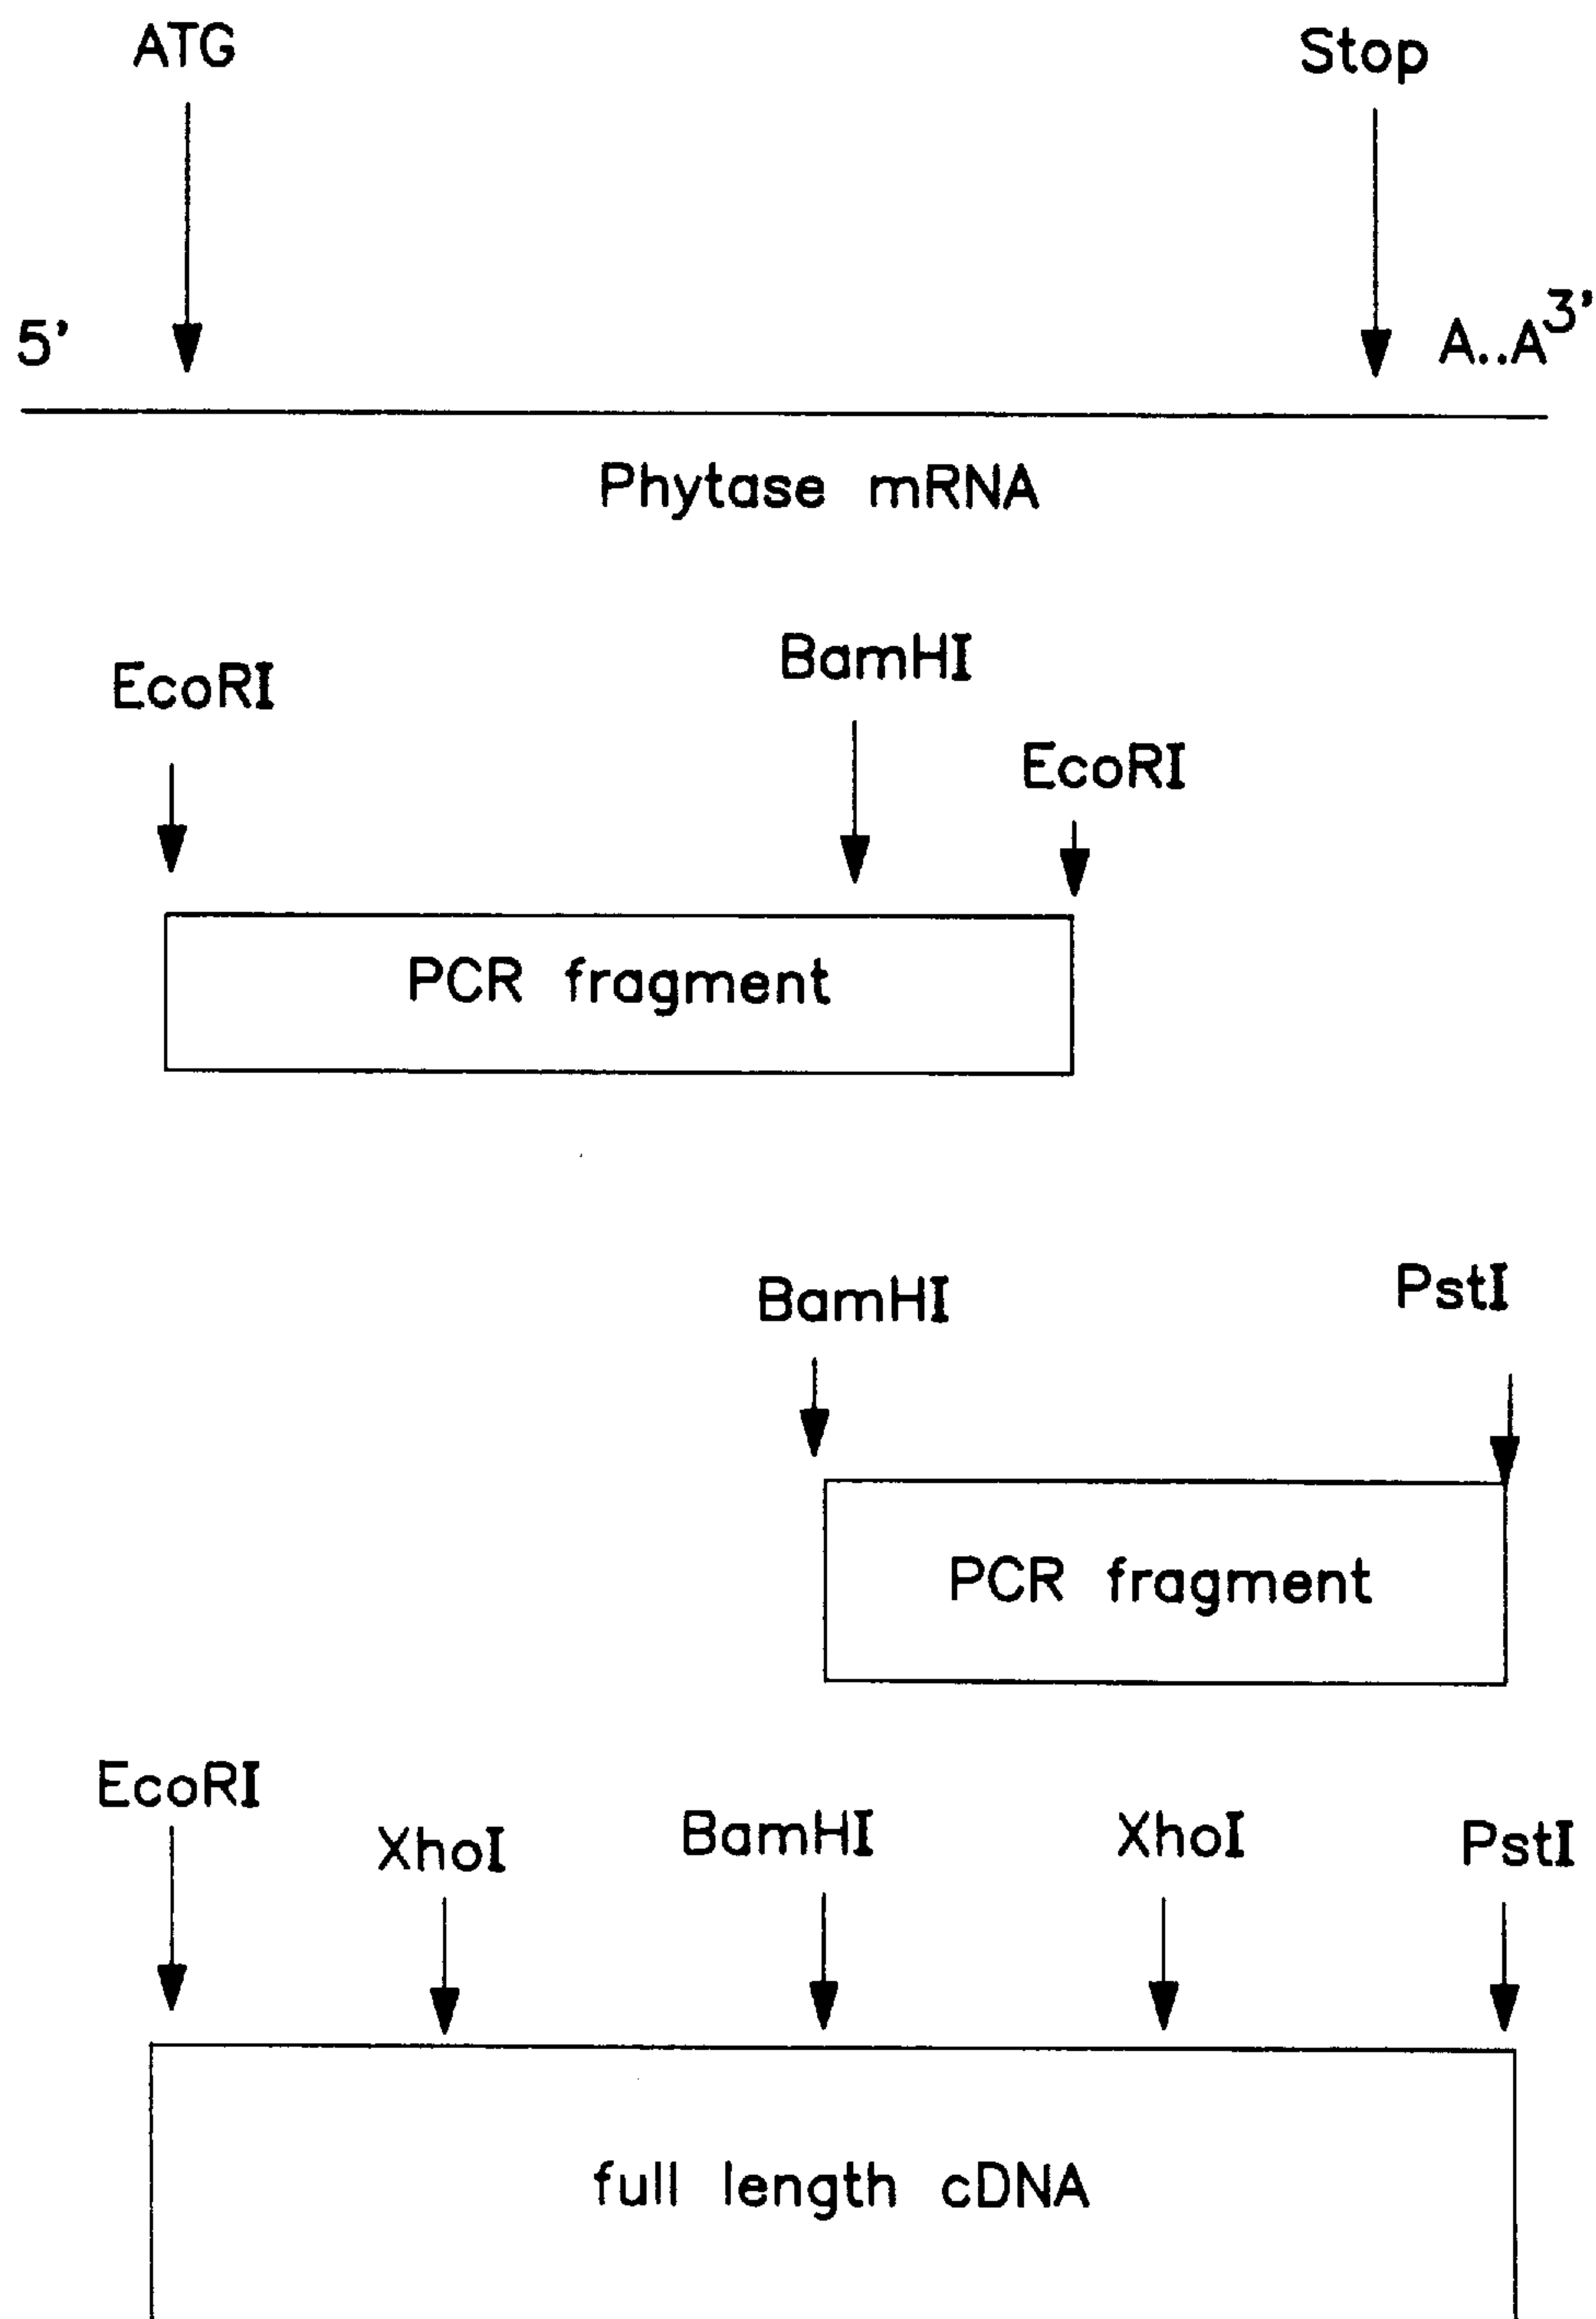 ATG Stop
5' A..A3'
Phytase mRNA
EcoRI BamHI EcoRI
PCR fragment
BamHI PstI
PCR fragment
EcoRI XhoI BamHI XhoI PstI
full length cDNA